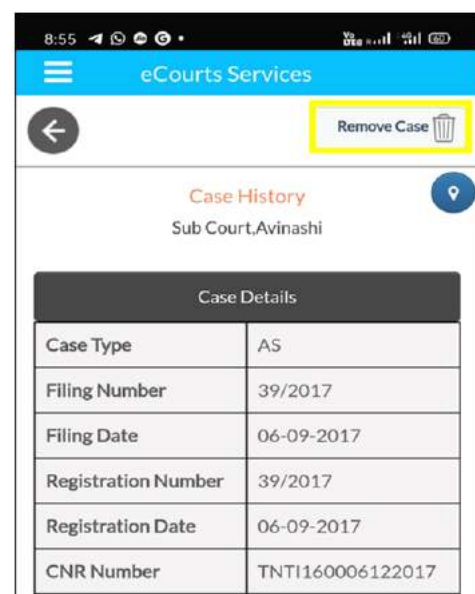 8:55
eCourts Services
Remove Case
Case History
Sub Court,Avinashi
Case Details
Case Type AS
Filing Number 39/2017
Filing Date 06-09-2017
Registration Number 39/2017
Registration Date 06-09-2017
CNR Number TNTI160006122017